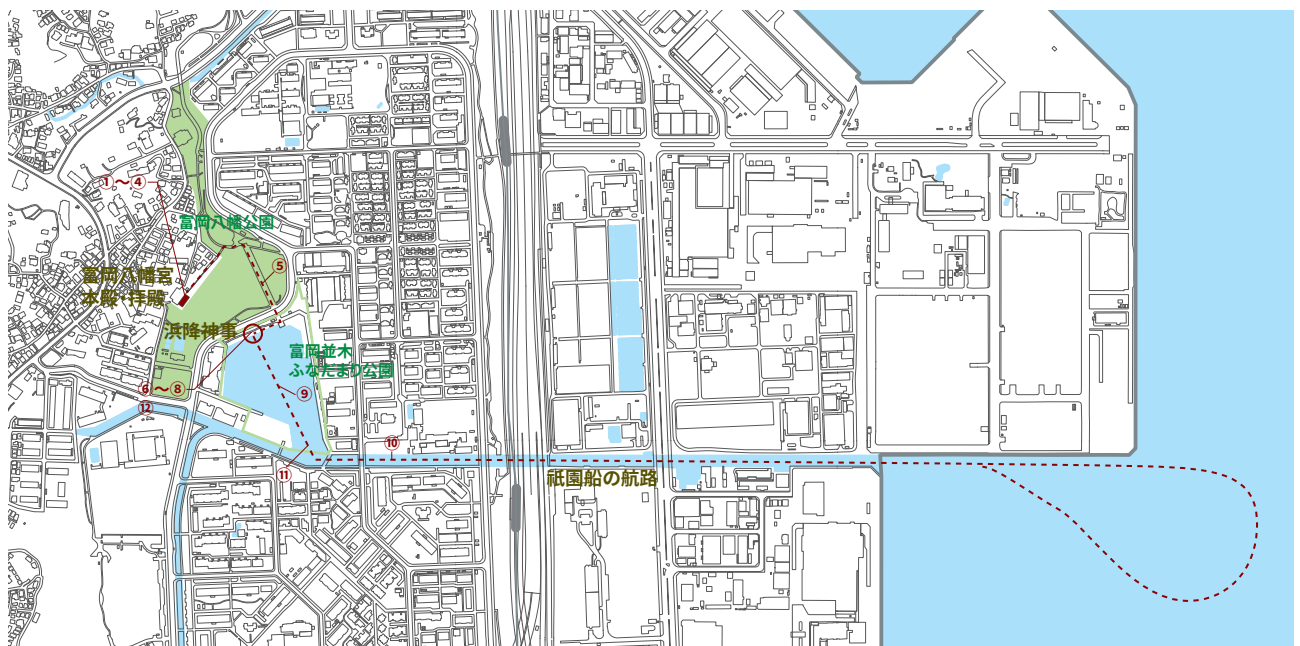 ①～④
富岡八幡公園
⑤
富岡八幡宮
本殿・拝殿
浜降神事
富岡並木
ふなだまり公園
⑥～⑧
⑨
⑫
⑩
⑪
祇園船の航路